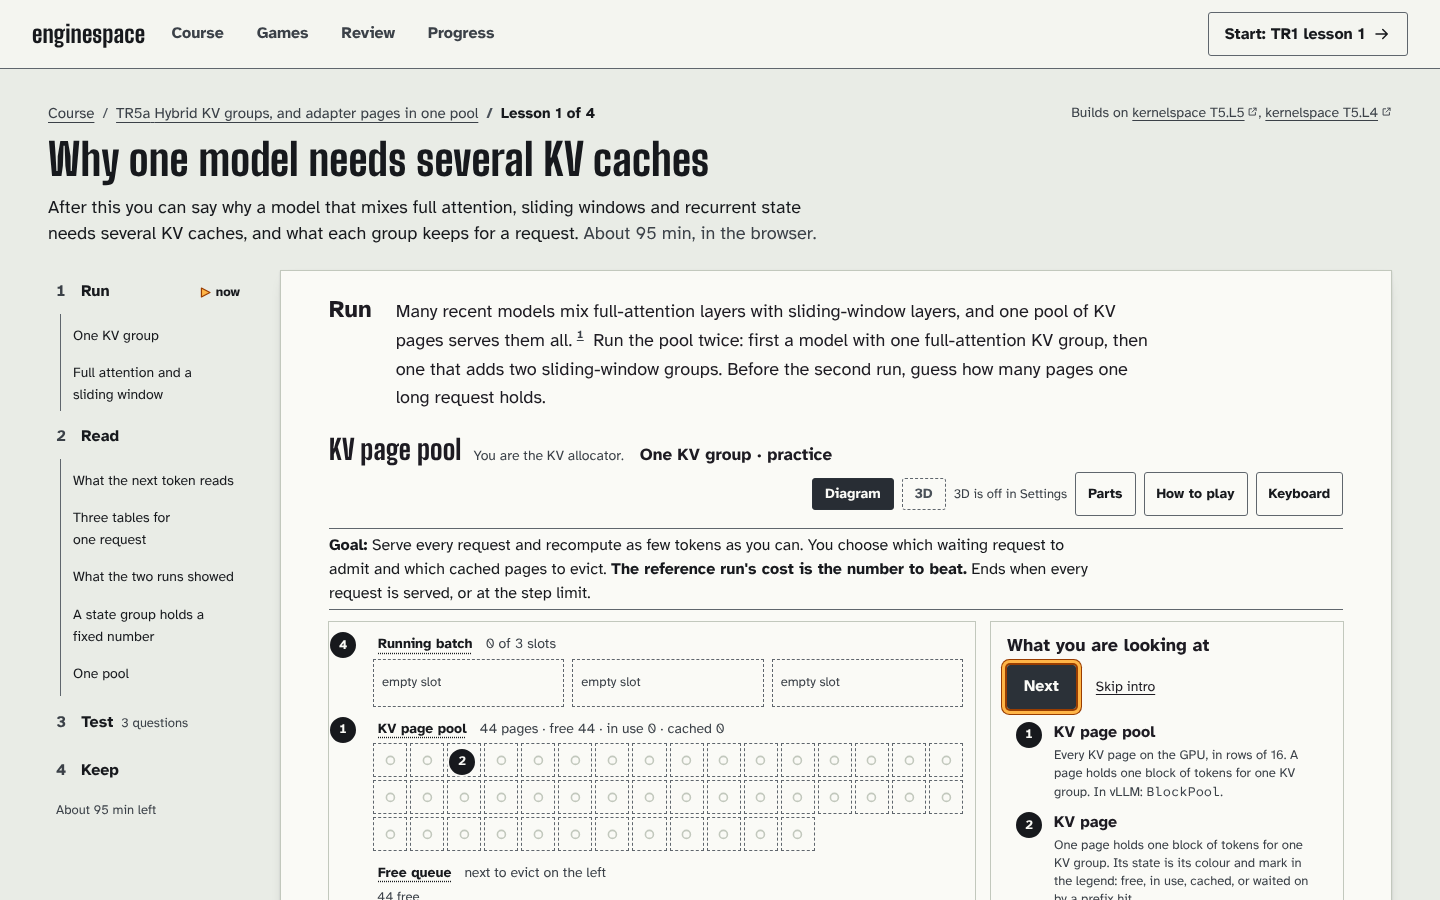 enginespace Course Games Review Progress Start: TR1 lesson 1 →
Course / TR5a Hybrid KV groups, and adapter pages in one pool / Lesson 1 of 4
Builds on kernelspace T5.L5, kernelspace T5.L4
Why one model needs several KV caches
After this you can say why a model that mixes full attention, sliding windows and recurrent state
needs several KV caches, and what each group keeps for a request. About 95 min, in the browser.
1 Run now
One KV group
Full attention and a
sliding window
2 Read
What the next token reads
Three tables for
one request
What the two runs showed
A state group holds a
fixed number
One pool
3 Test 3 questions
4 Keep
About 95 min left
Run
Many recent models mix full-attention layers with sliding-window layers, and one pool of KV
pages serves them all. 1 Run the pool twice: first a model with one full-attention KV group, then
one that adds two sliding-window groups. Before the second run, guess how many pages one
long request holds.
KV page pool You are the KV allocator. One KV group · practice
Diagram 3D 3D is off in Settings Parts How to play Keyboard
Goal: Serve every request and recompute as few tokens as you can. You choose which waiting request to
admit and which cached pages to evict. The reference run's cost is the number to beat. Ends when every
request is served, or at the step limit.
4 Running batch 0 of 3 slots
empty slot empty slot empty slot
1 KV page pool 44 pages · free 44 · in use 0 · cached 0
2
Free queue next to evict on the left
44 free
What you are looking at
Next Skip intro
1 KV page pool
Every KV page on the GPU, in rows of 16. A
page holds one block of tokens for one KV
group. In vLLM: BlockPool.
2 KV page
One page holds one block of tokens for one
KV group. Its state is its colour and mark in
the legend: free, in use, cached, or waited on
by a prefix hit.